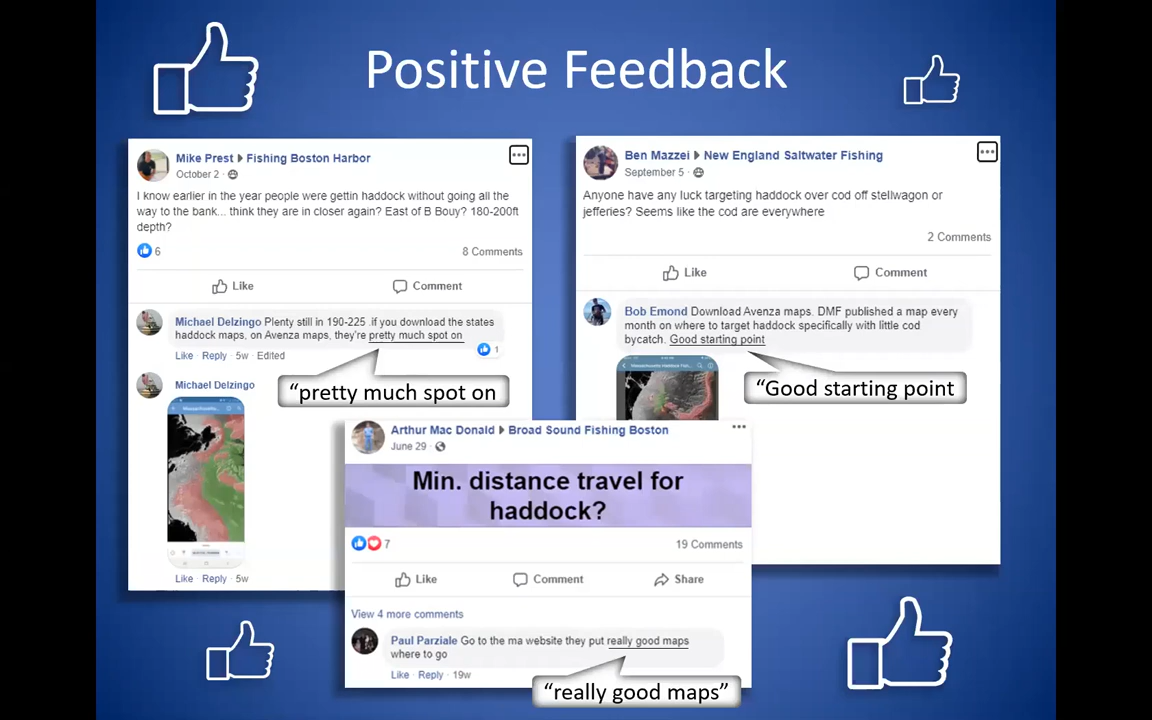 Positive Feedback
Mike Prest Fishing Boston Harbor
October 2 ·
I know earlier in the year people were gettin haddock without going all the
way to the bank... think they are in closer again? East of B Bouy? 180-200ft
depth?
6
8 Comments
Like
Comment
Michael Delzingo Plenty still in 190-225 .if you download the states
haddock maps, on Avenza maps, they're pretty much spot on
Like · Reply · 5w · Edited
1
“pretty much spot on
Michael Delzingo
Like · Reply · 5w
Ben Mazzei New England Saltwater Fishing
September 5 ·
Anyone have any luck targeting haddock over cod off stellwagon or
jefferies? Seems like the cod are everywhere
2 Comments
Like
Comment
Bob Emond Download Avenza maps. DMF published a map every
month on where to target haddock specifically with little cod
bycatch. Good starting point
“Good starting point
Arthur Mac Donald Broad Sound Fishing Boston
June 29 ·
Min. distance travel for
haddock?
7
19 Comments
Like
Comment
Share
View 4 more comments
Paul Parziale Go to the ma website they put really good maps
where to go
Like · Reply · 19w
“really good maps”